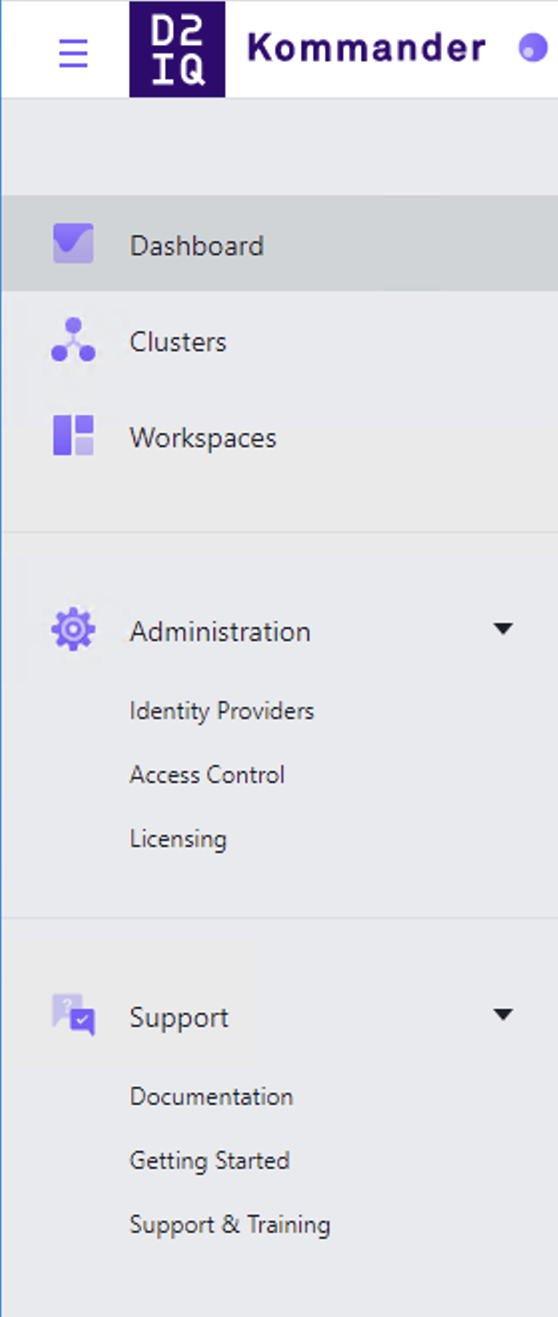 D2
IQ
Kommander
Dashboard
Clusters
Workspaces
Administration
Identity Providers
Access Control
Licensing
?
Support
Documentation
Getting Started
Support & Training